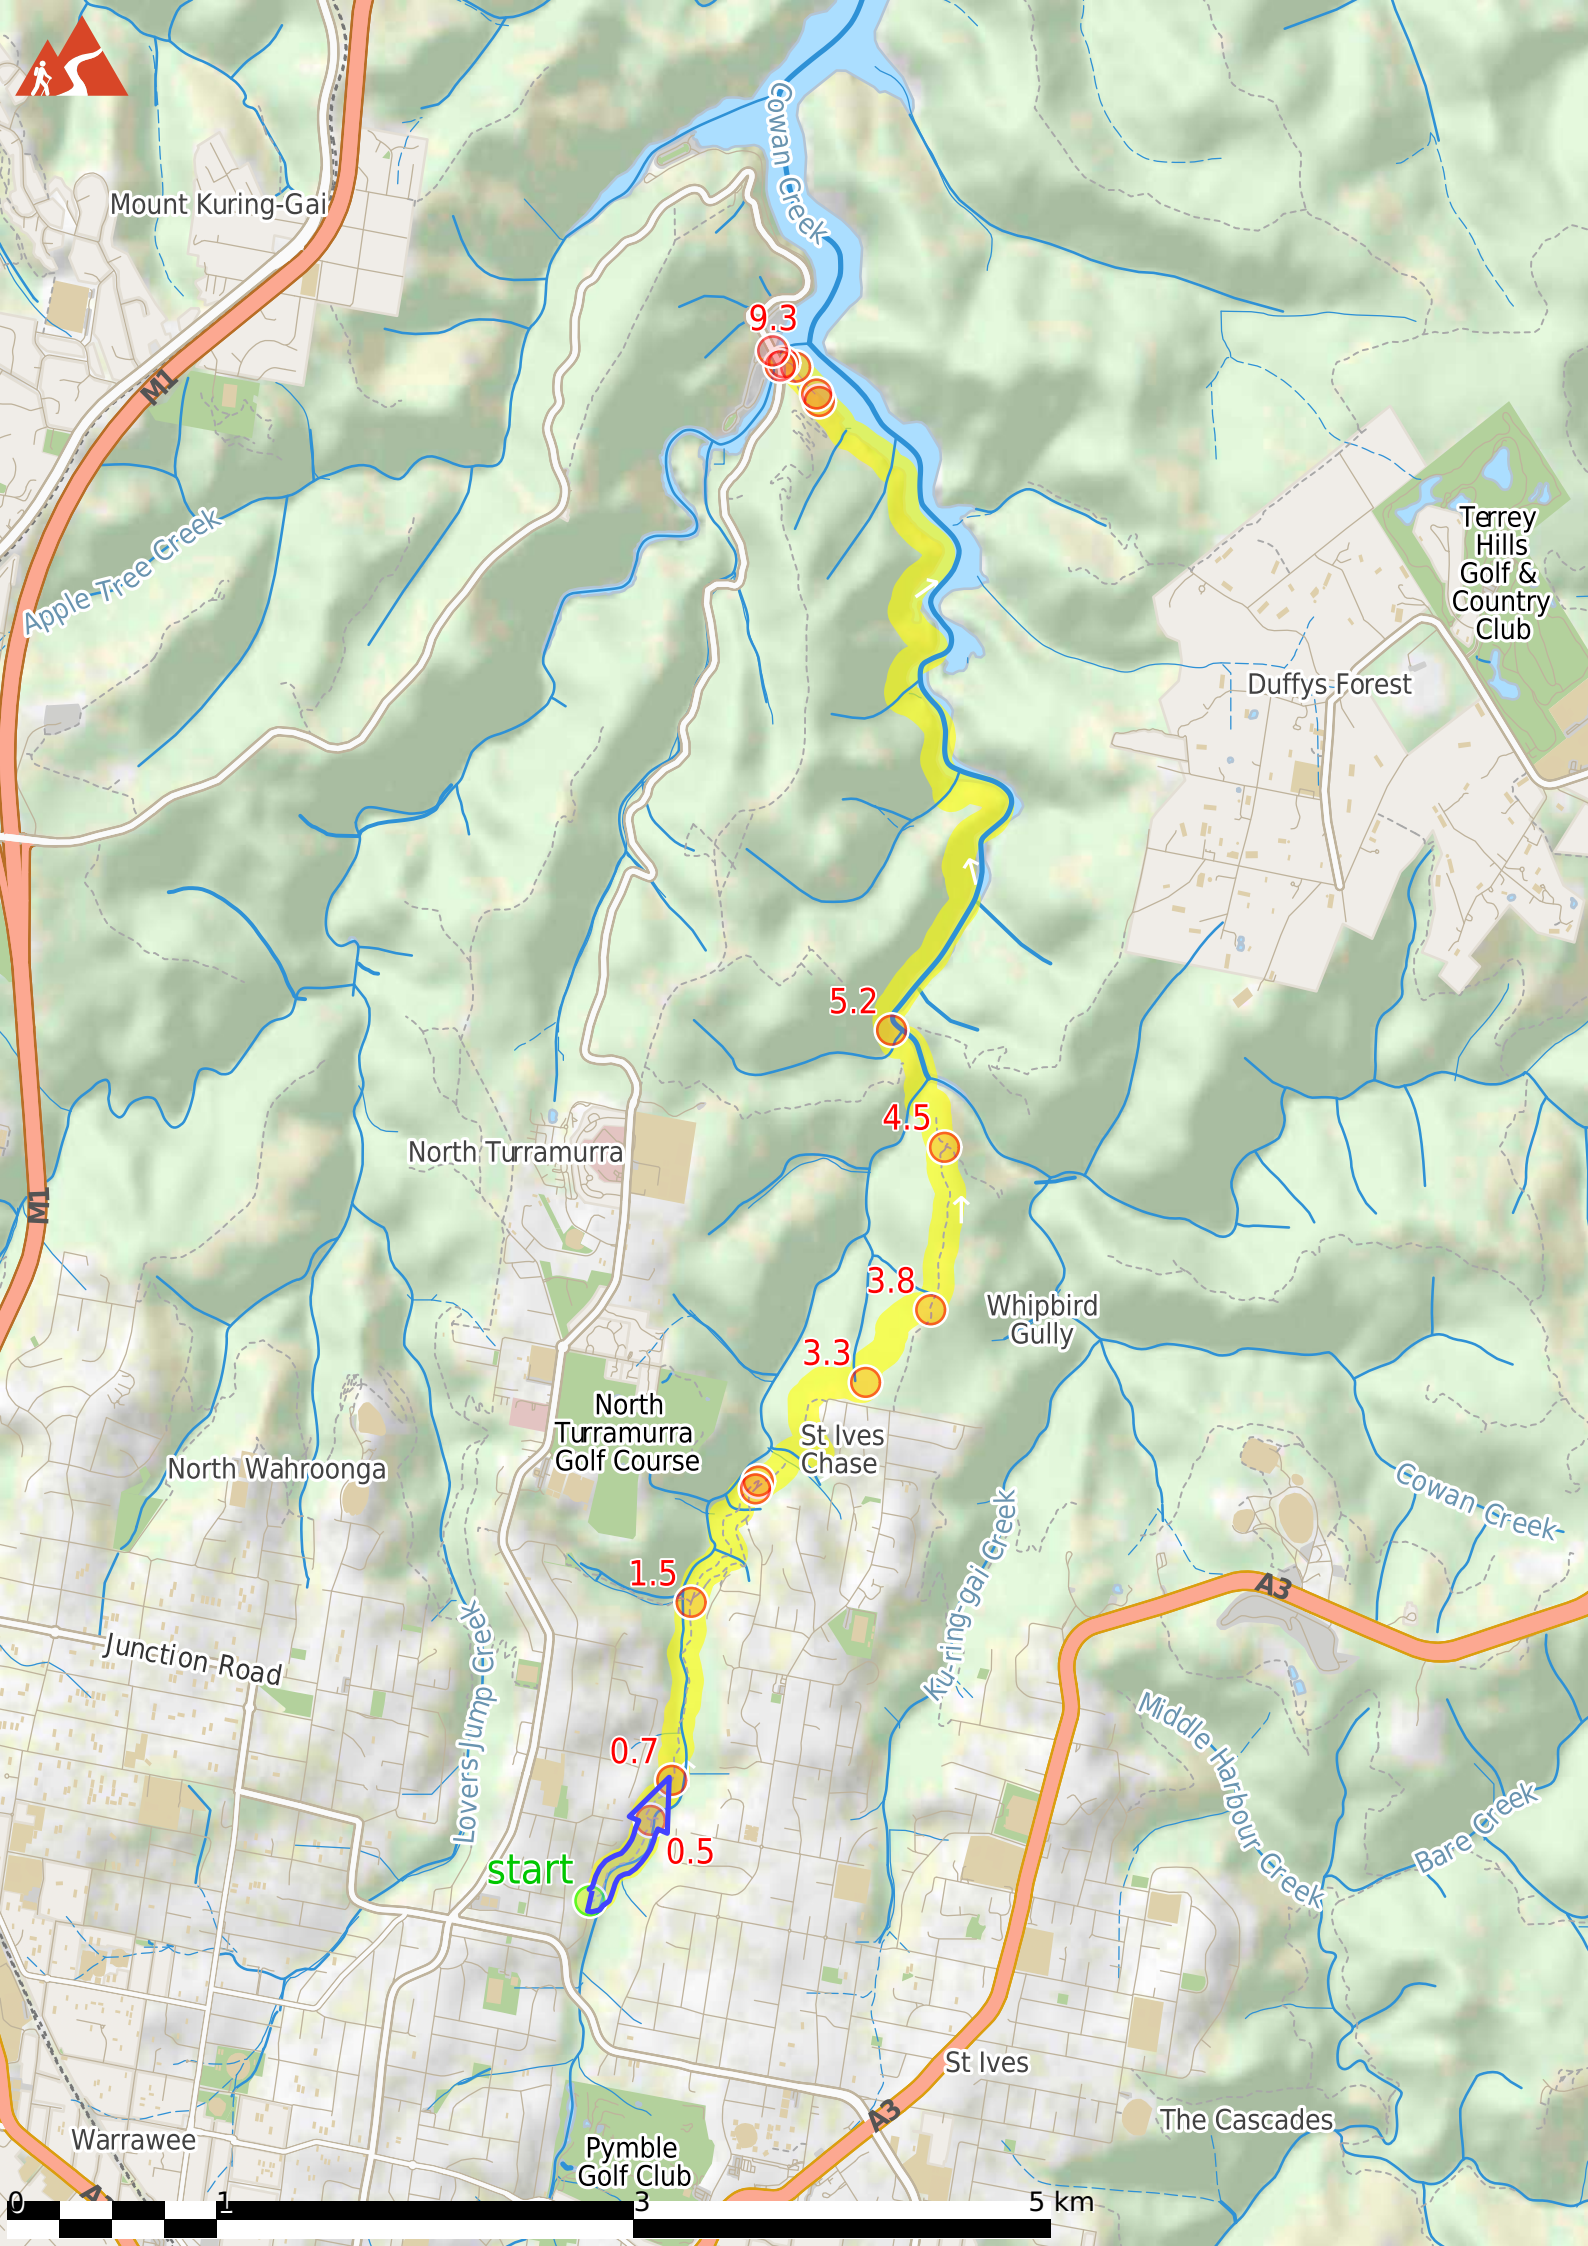 Cowan Creek
Mount Kuring-Gai
9.3
M1
Terrey
Hills
Golf &
Country
Club
Apple Tree Creek
Duffys Forest
5.2
4.5
North Turramurra
M1
3.8
Whipbird
Gully
3.3
North
Turramurra
Golf Course
St Ives
Chase
North Wahroonga
Cowan Creek
1.5
A3
Ku-ring-gai Creek
Junction Road
Lovers Jump Creek
Middle Harbour Creek
0.7
Bare Creek
0.5
start
St Ives
A3
The Cascades
Warrawee
Pymble
Golf Club
0 1 3 5 km